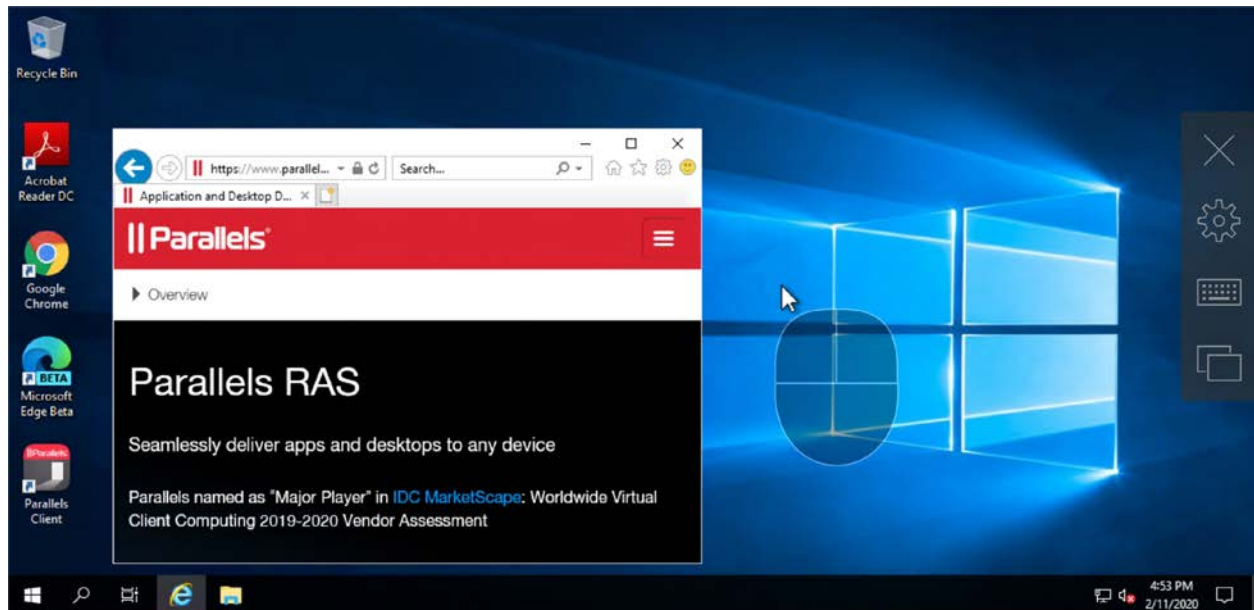 Recycle Bin
Acrobat
Reader DC
Google
Chrome
BETA
Microsoft
Edge Beta
Parallels
Parallels
Client
https://www.parallel...
Search...
Application and Desktop D...
Parallels
Overview
Parallels RAS
Seamlessly deliver apps and desktops to any device
Parallels named as "Major Player" in IDC MarketScape: Worldwide Virtual
Client Computing 2019-2020 Vendor Assessment
4:53 PM
2/11/2020